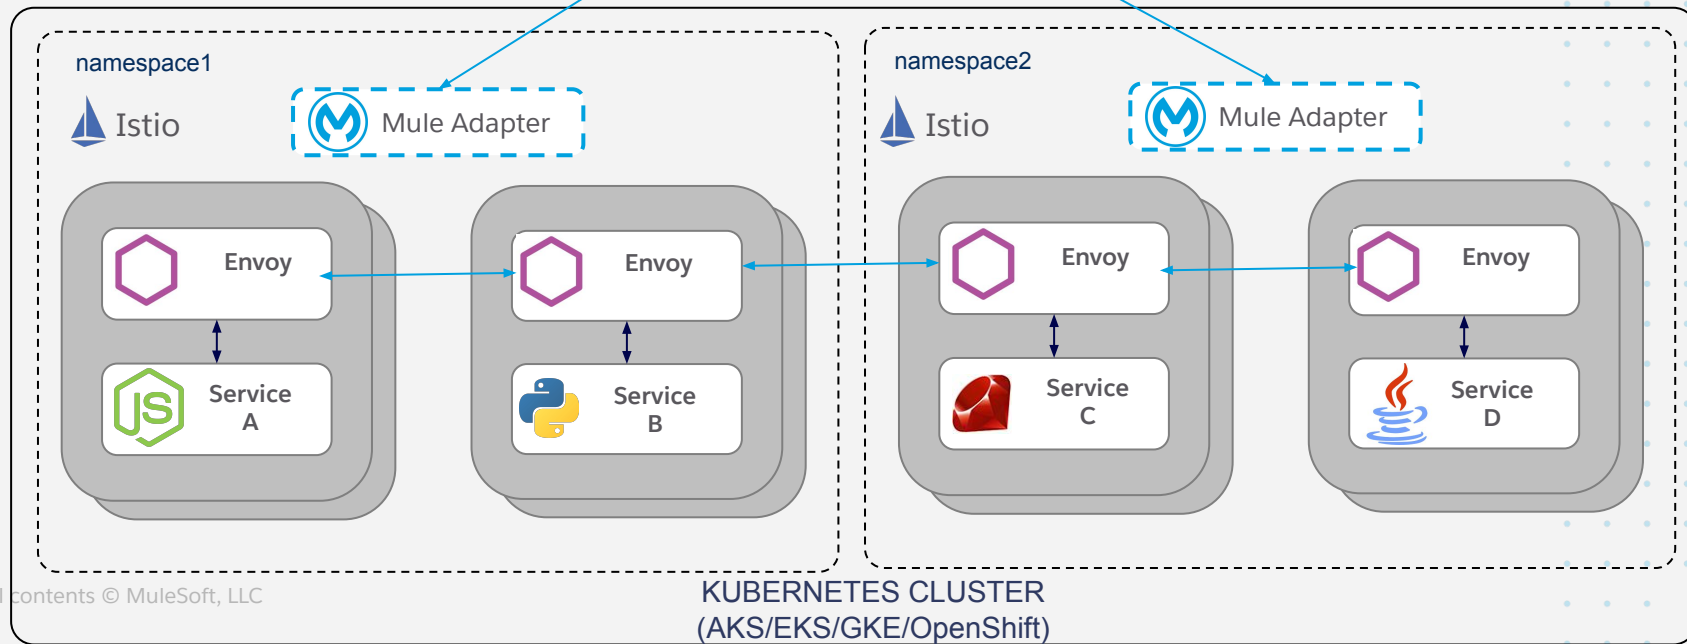 namespace1
Istio
Mule Adapter
Envoy
Service
A
JS
Envoy
Service
B
namespace2
Istio
Mule Adapter
Envoy
Service
C
Envoy
Service
D
contents © MuleSoft, LLC
KUBERNETES CLUSTER
(AKS/EKS/GKE/OpenShift)